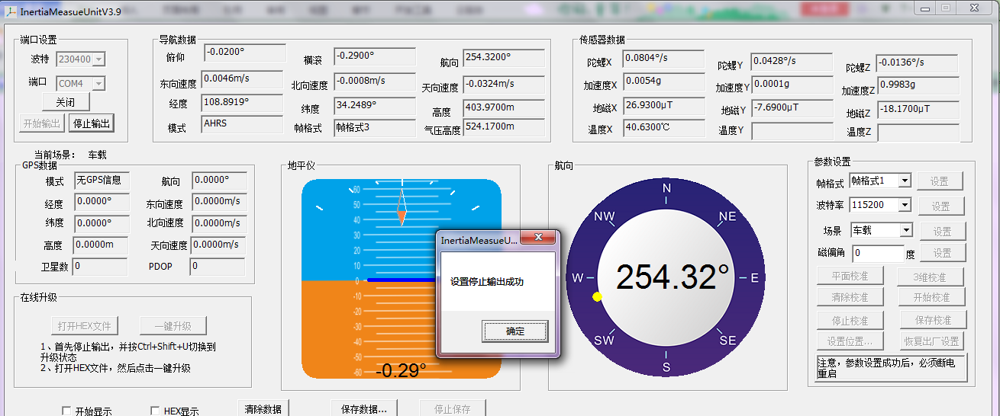 InertiaMeasueUnitV3.9
端口设置
波特 230400
端口 COM4
关闭
开始输出 停止输出
导航数据
俯仰 -0.0200° 横滚 -0.2900° 航向 254.3200°
东向速度 0.0046m/s 北向速度 -0.0008m/s 天向速度 -0.0324m/s
经度 108.8919° 纬度 34.2489° 高度 403.9700m
模式 AHRS 帧格式 帧格式3 气压高度 524.1700m
传感器数据
陀螺X 0.0804°/s 陀螺Y 0.0428°/s 陀螺Z -0.0136°/s
加速度X 0.0054g 加速度Y 0.0001g 加速度Z 0.9983g
地磁X 26.9300μT 地磁Y -7.6900μT 地磁Z -18.1700μT
温度X 40.6300℃ 温度Y 温度Z
当前场景： 车载
GPS数据
模式 无GPS信息 航向 0.0000°
经度 0.0000° 东向速度 0.0000m/s
纬度 0.0000° 北向速度 0.0000m/s
高度 0.0000m 天向速度 0.0000m/s
卫星数 0 PDOP 0
在线升级
打开HEX文件 一键升级
1、首先停止输出，并按Ctrl+Shift+U切换到
升级状态
2、打开HEX文件，然后点击一键升级
地平仪
60
50
40
30
20
10
0
-10
-20
-30
-40
-50
-60
-0.29°
InertiaMeasueU...
设置停止输出成功
确定
航向
N
NW NE
W 254.32° E
SW SE
S
参数设置
帧格式 帧格式1 设置
波特率 115200 设置
场景 车载 设置
磁偏角 0 度 设置
平面校准 3维校准
清除校准 开始校准
停止校准 保存校准
设置位置... 恢复出厂设置
注意，参数设置成功后，必须断电
重启
开始显示 HEX显示 清除数据 保存数据... 停止保存